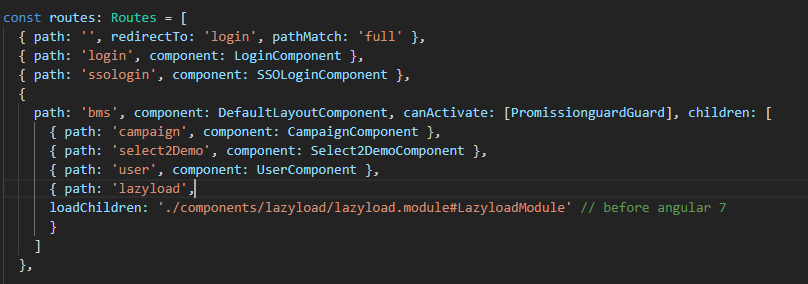 const routes: Routes = [
  { path: '', redirectTo: 'login', pathMatch: 'full' },
  { path: 'login', component: LoginComponent },
  { path: 'ssologin', component: SSOLoginComponent },
  {
    path: 'bms', component: DefaultLayoutComponent, canActivate: [PromissionguardGuard], children: [
      { path: 'campaign', component: CampaignComponent },
      { path: 'select2Demo', component: Select2DemoComponent },
      { path: 'user', component: UserComponent },
      { path: 'lazyload',
      loadChildren: './components/lazyload/lazyload.module#LazyloadModule' // before angular 7
      }
    ]
  },